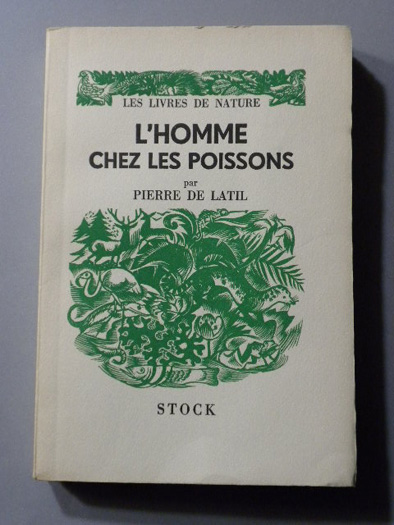 LES LIVRES DE NATURE
L'HOMME
CHEZ LES POISSONS
par
PIERRE DE LATIL
STOCK